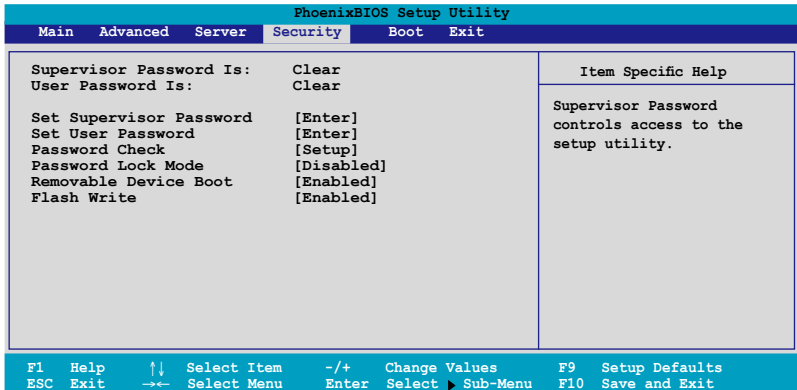 PhoenixBIOS Setup Utility
Main Advanced Server Security Boot Exit
Supervisor Password Is: Clear
User Password Is: Clear
Set Supervisor Password [Enter]
Set User Password [Enter]
Password Check [Setup]
Password Lock Mode [Disabled]
Removable Device Boot [Enabled]
Flash Write [Enabled]
Item Specific Help
Supervisor Password
controls access to the
setup utility.
F1 Help ↑↓ Select Item -/+ Change Values F9 Setup Defaults
ESC Exit →← Select Menu Enter Select ▶ Sub-Menu F10 Save and Exit